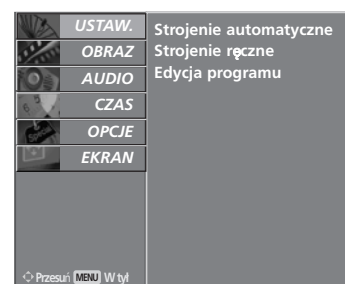 USTAW.
OBRAZ
AUDIO
CZAS
OPCJE
EKRAN
Strojenie automatyczne
Strojenie ręczne
Edycja programu
Przesuń MENU W tył